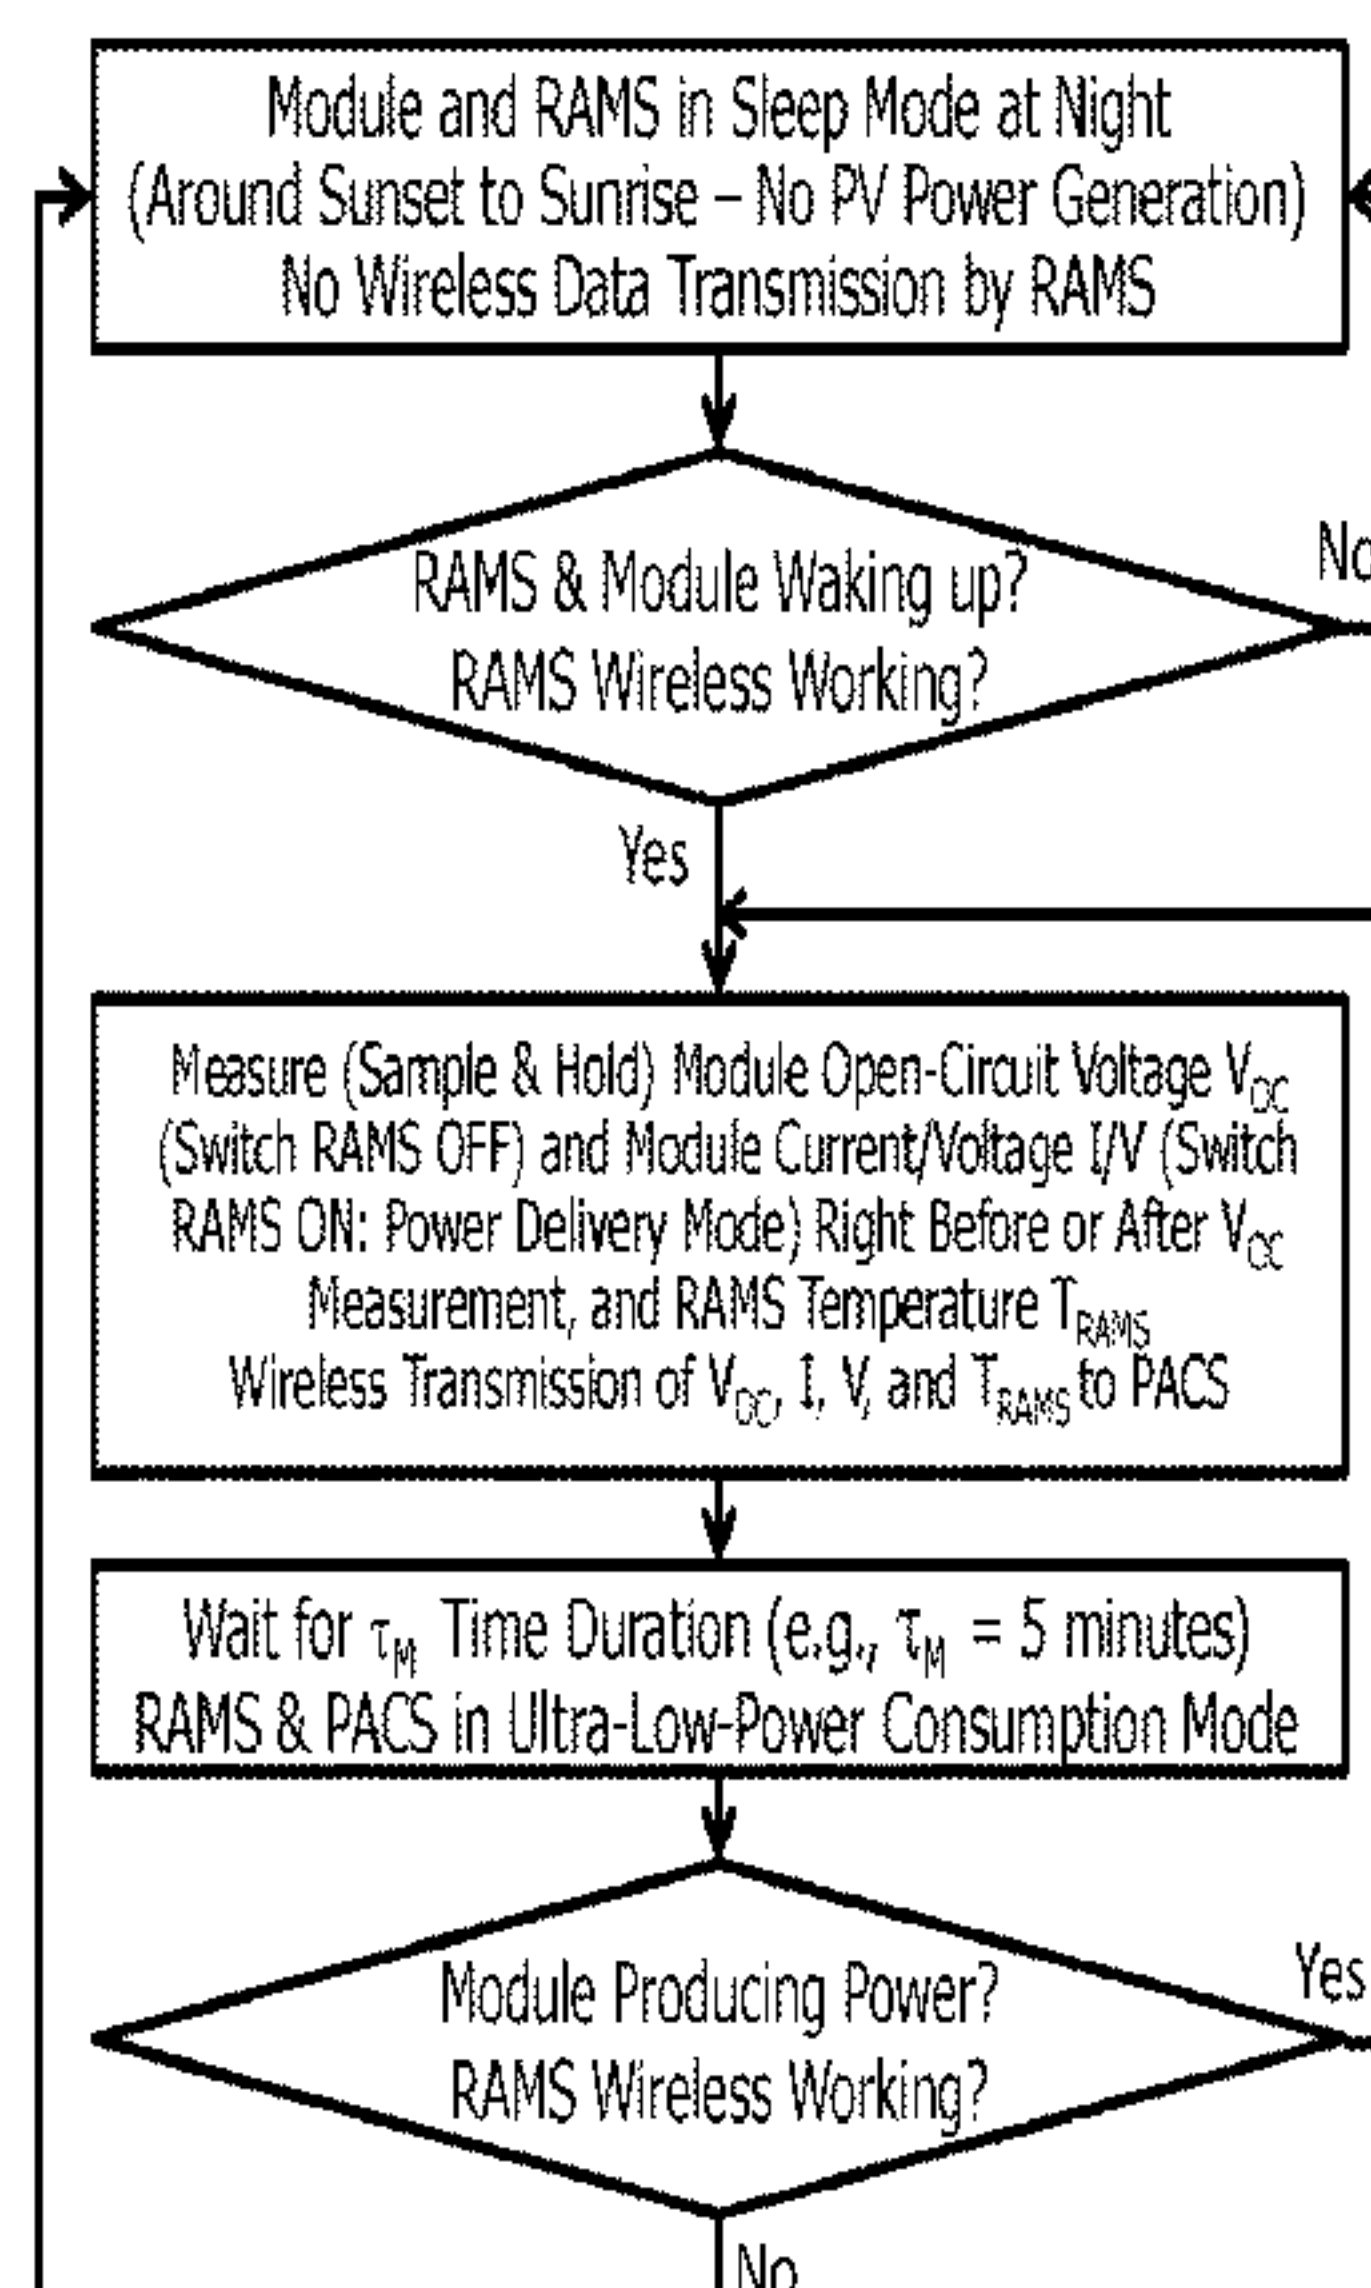 Module and RAMS in Sleep Mode at Night
(Around Sunset to Sunrise – No PV Power Generation)
No Wireless Data Transmission by RAMS
RAMS & Module Waking up?
RAMS Wireless Working?
No
Yes
Measure (Sample & Hold) Module Open-Circuit Voltage VOC
(Switch RAMS OFF) and Module Current/Voltage I/V (Switch
RAMS ON: Power Delivery Mode) Right Before or After VOC
Measurement, and RAMS Temperature TRAMS
Wireless Transmission of VOC, I, V, and TRAMS to PACS
Wait for τM Time Duration (e.g., τM = 5 minutes)
RAMS & PACS in Ultra-Low-Power Consumption Mode
Module Producing Power?
RAMS Wireless Working?
Yes
No